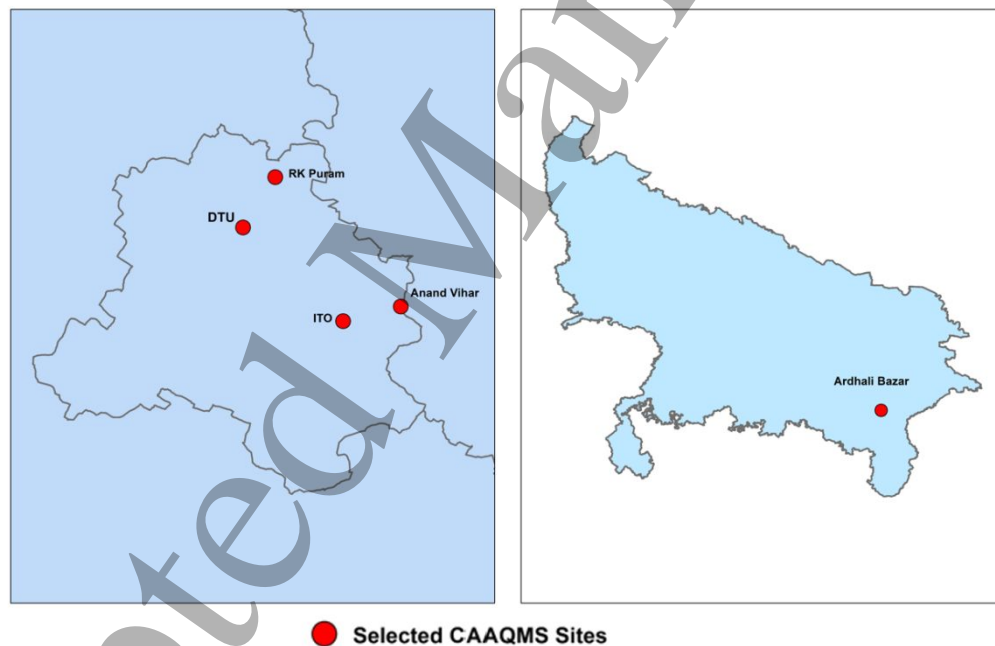 RK Puram
DTU
Anand Vihar
ITO
Ardhali Bazar
Selected CAAQMS Sites